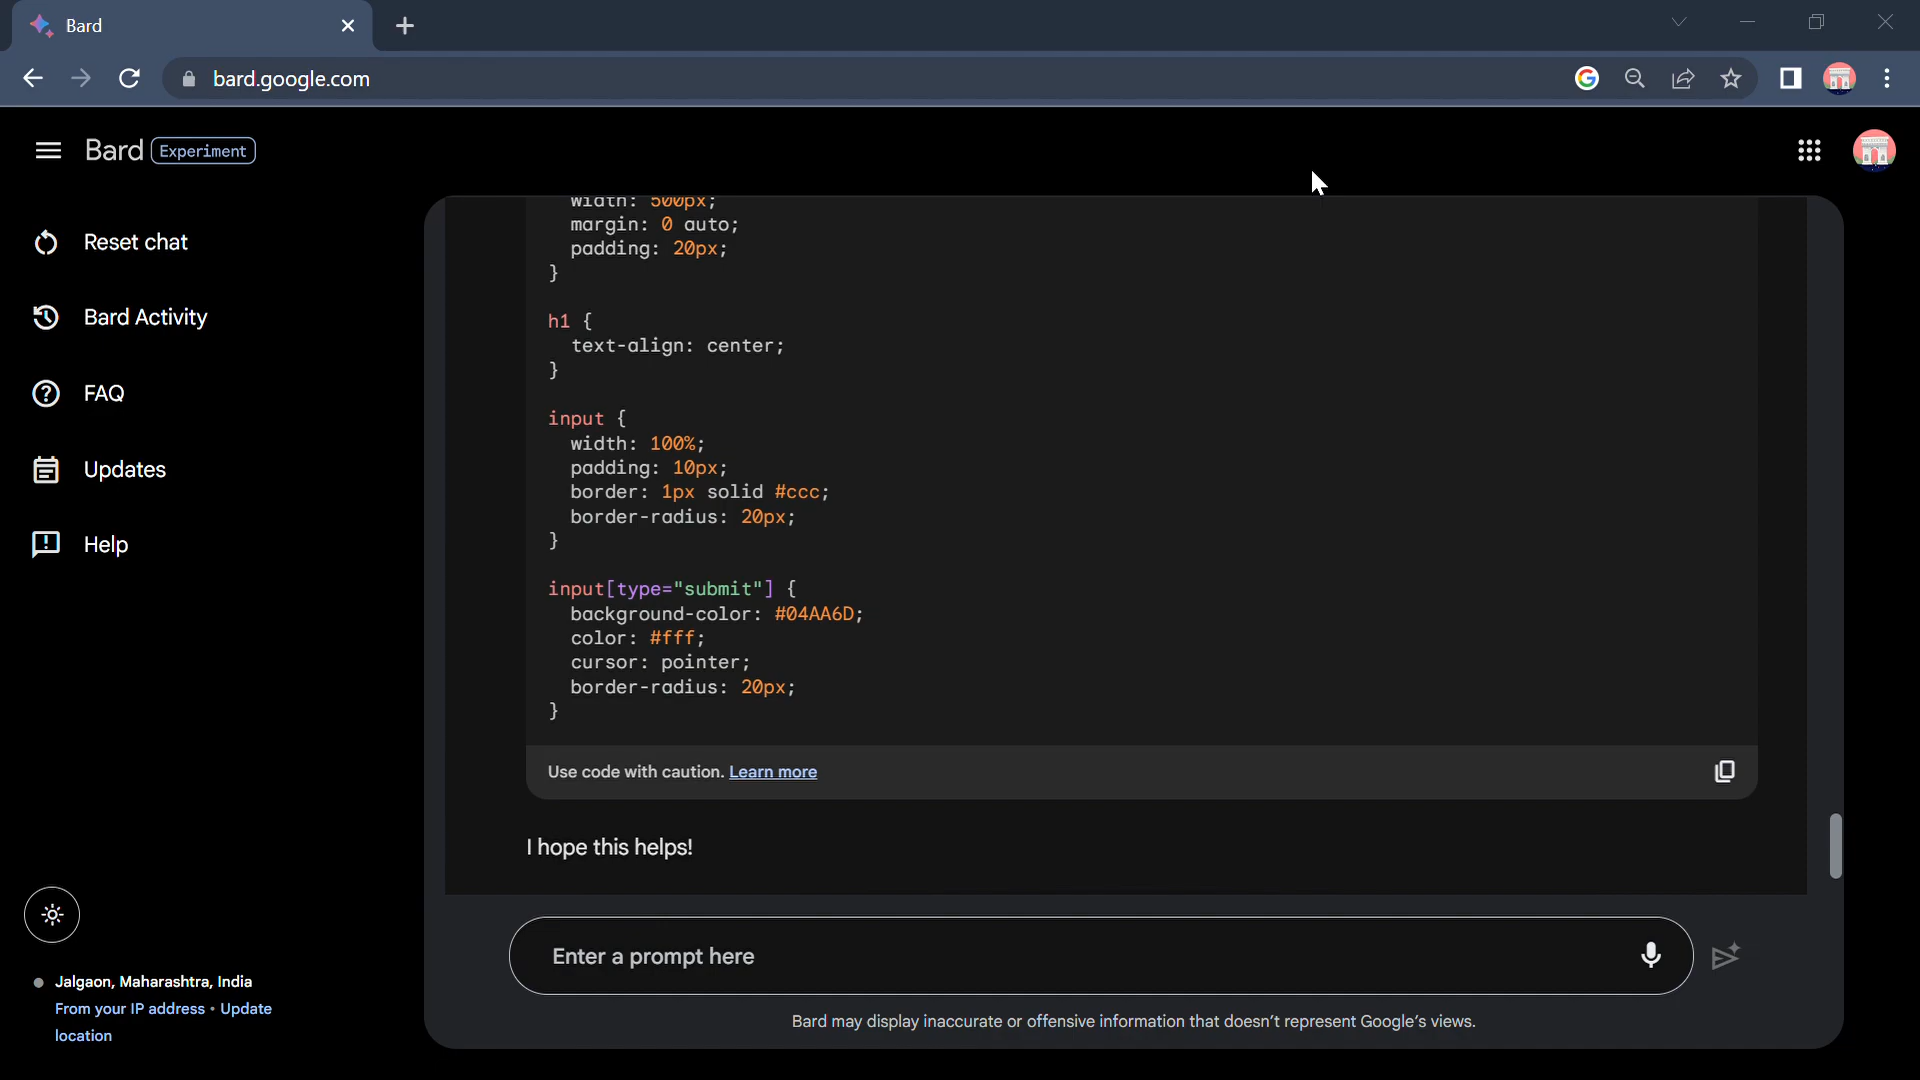 Bard
bard.google.com
Bard Experiment
Reset chat
Bard Activity
FAQ
Updates
Help
width: 500px;
margin: 0 auto;
padding: 20px;
}
h1 {
text-align: center;
}
input {
width: 100%;
padding: 10px;
border: 1px solid #ccc;
border-radius: 20px;
}
input[type="submit"] {
background-color: #04AA6D;
color: #fff;
cursor: pointer;
border-radius: 20px;
}
Use code with caution. Learn more
I hope this helps!
Enter a prompt here
Bard may display inaccurate or offensive information that doesn't represent Google's views.
Jalgaon, Maharashtra, India
From your IP address • Update
location